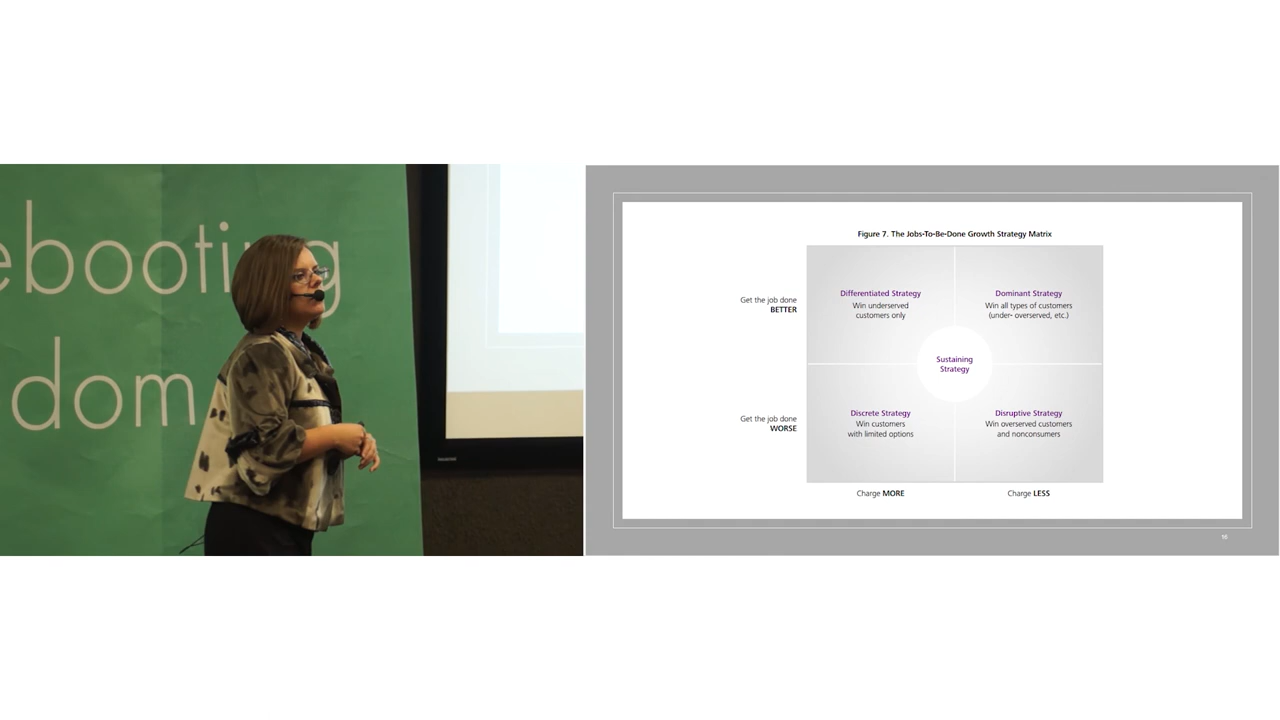 ebooting
dom
Figure 7. The Jobs-To-Be-Done Growth Strategy Matrix
Get the job done
BETTER
Differentiated Strategy
Win underserved
customers only
Dominant Strategy
Win all types of customers
(under- overserved, etc.)
Sustaining
Strategy
Get the job done
WORSE
Discrete Strategy
Win customers
with limited options
Disruptive Strategy
Win overserved customers
and nonconsumers
Charge MORE
Charge LESS
16